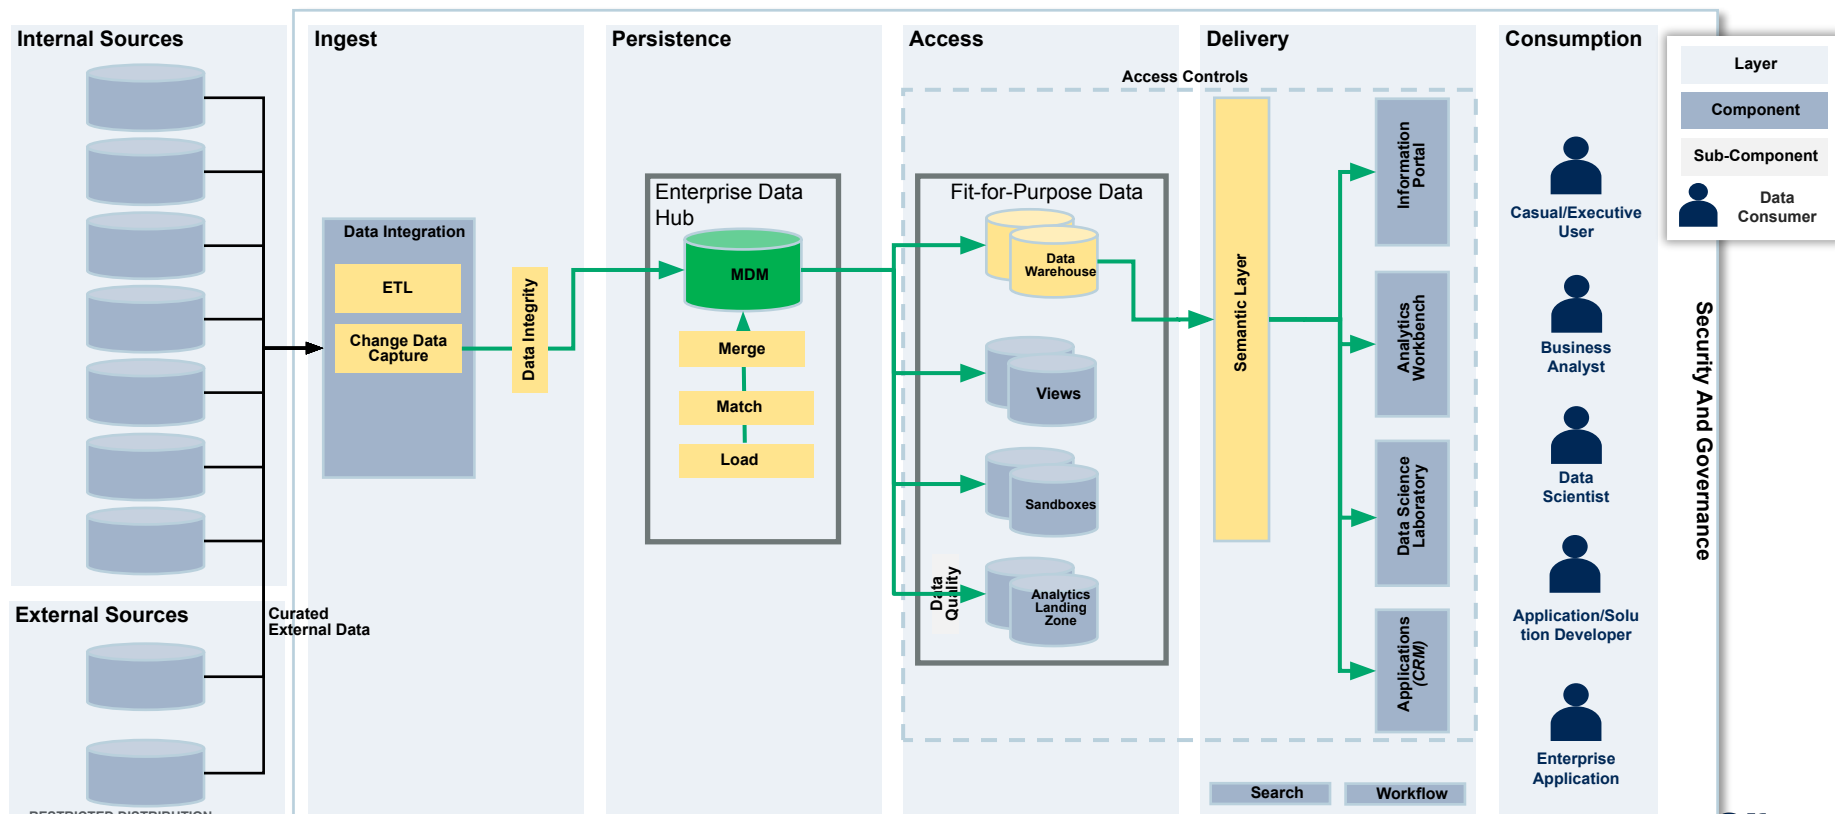 Internal Sources
External Sources
Curated
External Data
Ingest
Data Integration
ETL
Change Data
Capture
Data Integrity
Persistence
Enterprise Data
Hub
MDM
Merge
Match
Load
Access
Access Controls
Fit-for-Purpose Data
Data
Warehouse
Views
Sandboxes
Data
Quality
Analytics
Landing
Zone
Delivery
Semantic Layer
Information
Portal
Analytics
Workbench
Data Science
Laboratory
Applications
(CRM)
Search
Workflow
Consumption
Casual/Executive
User
Business
Analyst
Data
Scientist
Application/Solu
tion Developer
Enterprise
Application
Layer
Component
Sub-Component
Data
Consumer
Security And Governance
RESTRICTED DISTRIBUTION